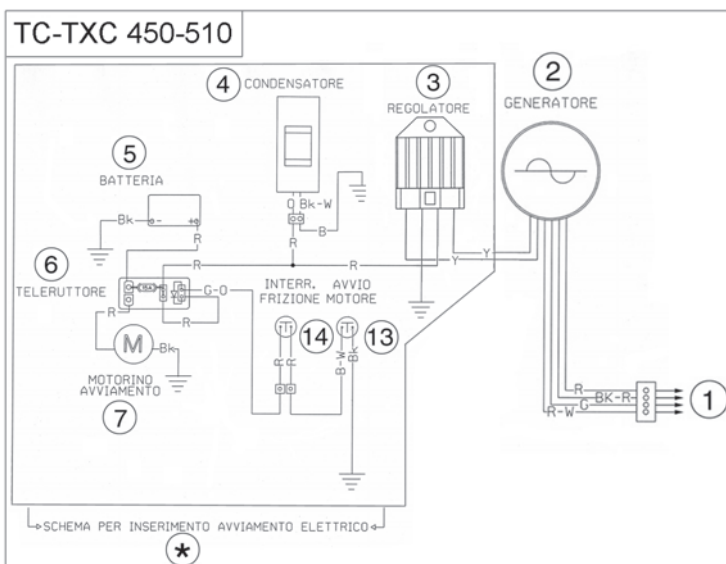 TC-TXC 450-510
4 CONDENSATORE
3
REGOLATORE
2
GENERATORE
5
BATTERIA
O Bk-W
B
R
Bk - + R
R R
Y Y
6
TELERUTTORE
15A
G-O
R R
INTERR. AVVIO
FRIZIONE MOTORE
14 13
M Bk
R R B-W Bk
MOTORINO
AVVIAMENTO
7
R
BK-R
G
R-W
1
SCHEMA PER INSERIMENTO AVVIAMENTO ELETTRICO
*